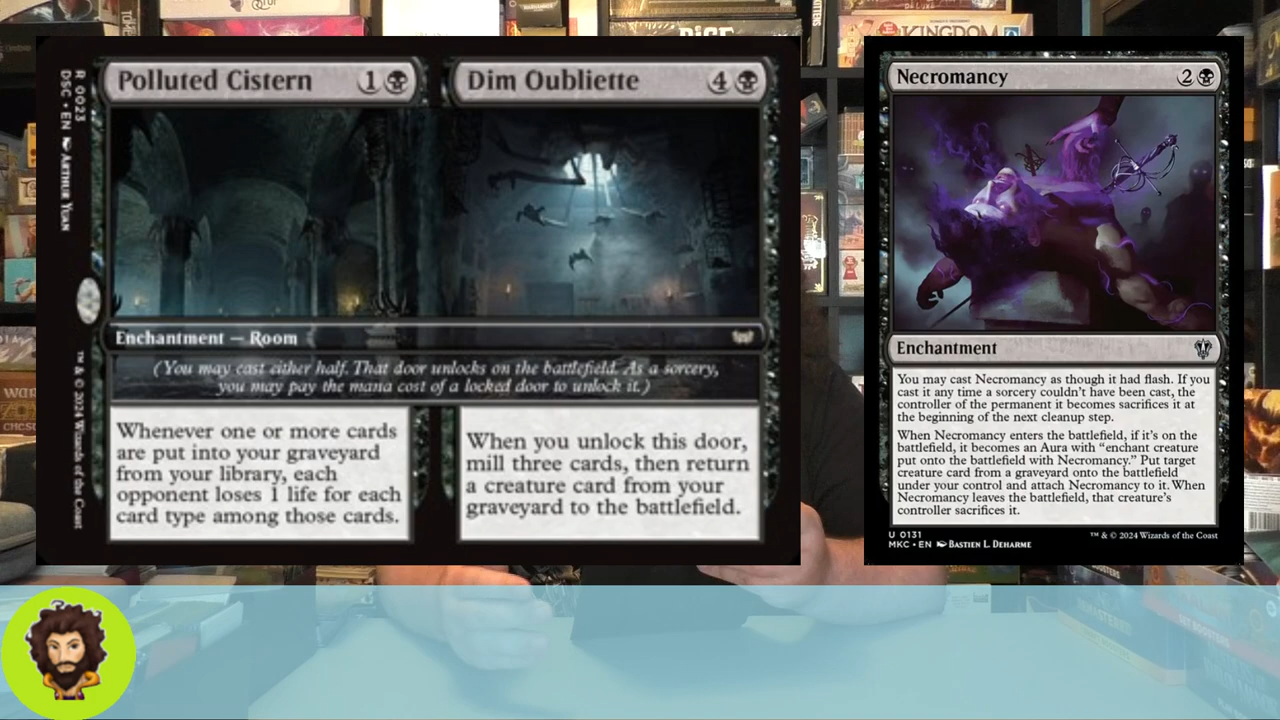 Polluted Cistern 1
Dim Oubliette 4
R 0023
DSC • EN ARTHUR YUAN
™ & © 2024 Wizards of the Coast
Enchantment — Room
(You may cast either half. That door unlocks on the battlefield. As a sorcery,
you may pay the mana cost of a locked door to unlock it.)
Whenever one or more cards
are put into your graveyard
from your library, each
opponent loses 1 life for each
card type among those cards.
When you unlock this door,
mill three cards, then return
a creature card from your
graveyard to the battlefield.
Necromancy 2
Enchantment
You may cast Necromancy as though it had flash. If you
cast it any time a sorcery couldn't have been cast, the
controller of the permanent it becomes sacrifices it at
the beginning of the next cleanup step.
When Necromancy enters the battlefield, if it's on the
battlefield, it becomes an Aura with "enchant creature
put onto the battlefield with Necromancy." Put target
creature card from a graveyard onto the battlefield
under your control and attach Necromancy to it. When
Necromancy leaves the battlefield, that creature's
controller sacrifices it.
U 0131
MKC • EN BASTIEN L. DEHARME
™ & © 2024 Wizards of the Coast
KINGDOM